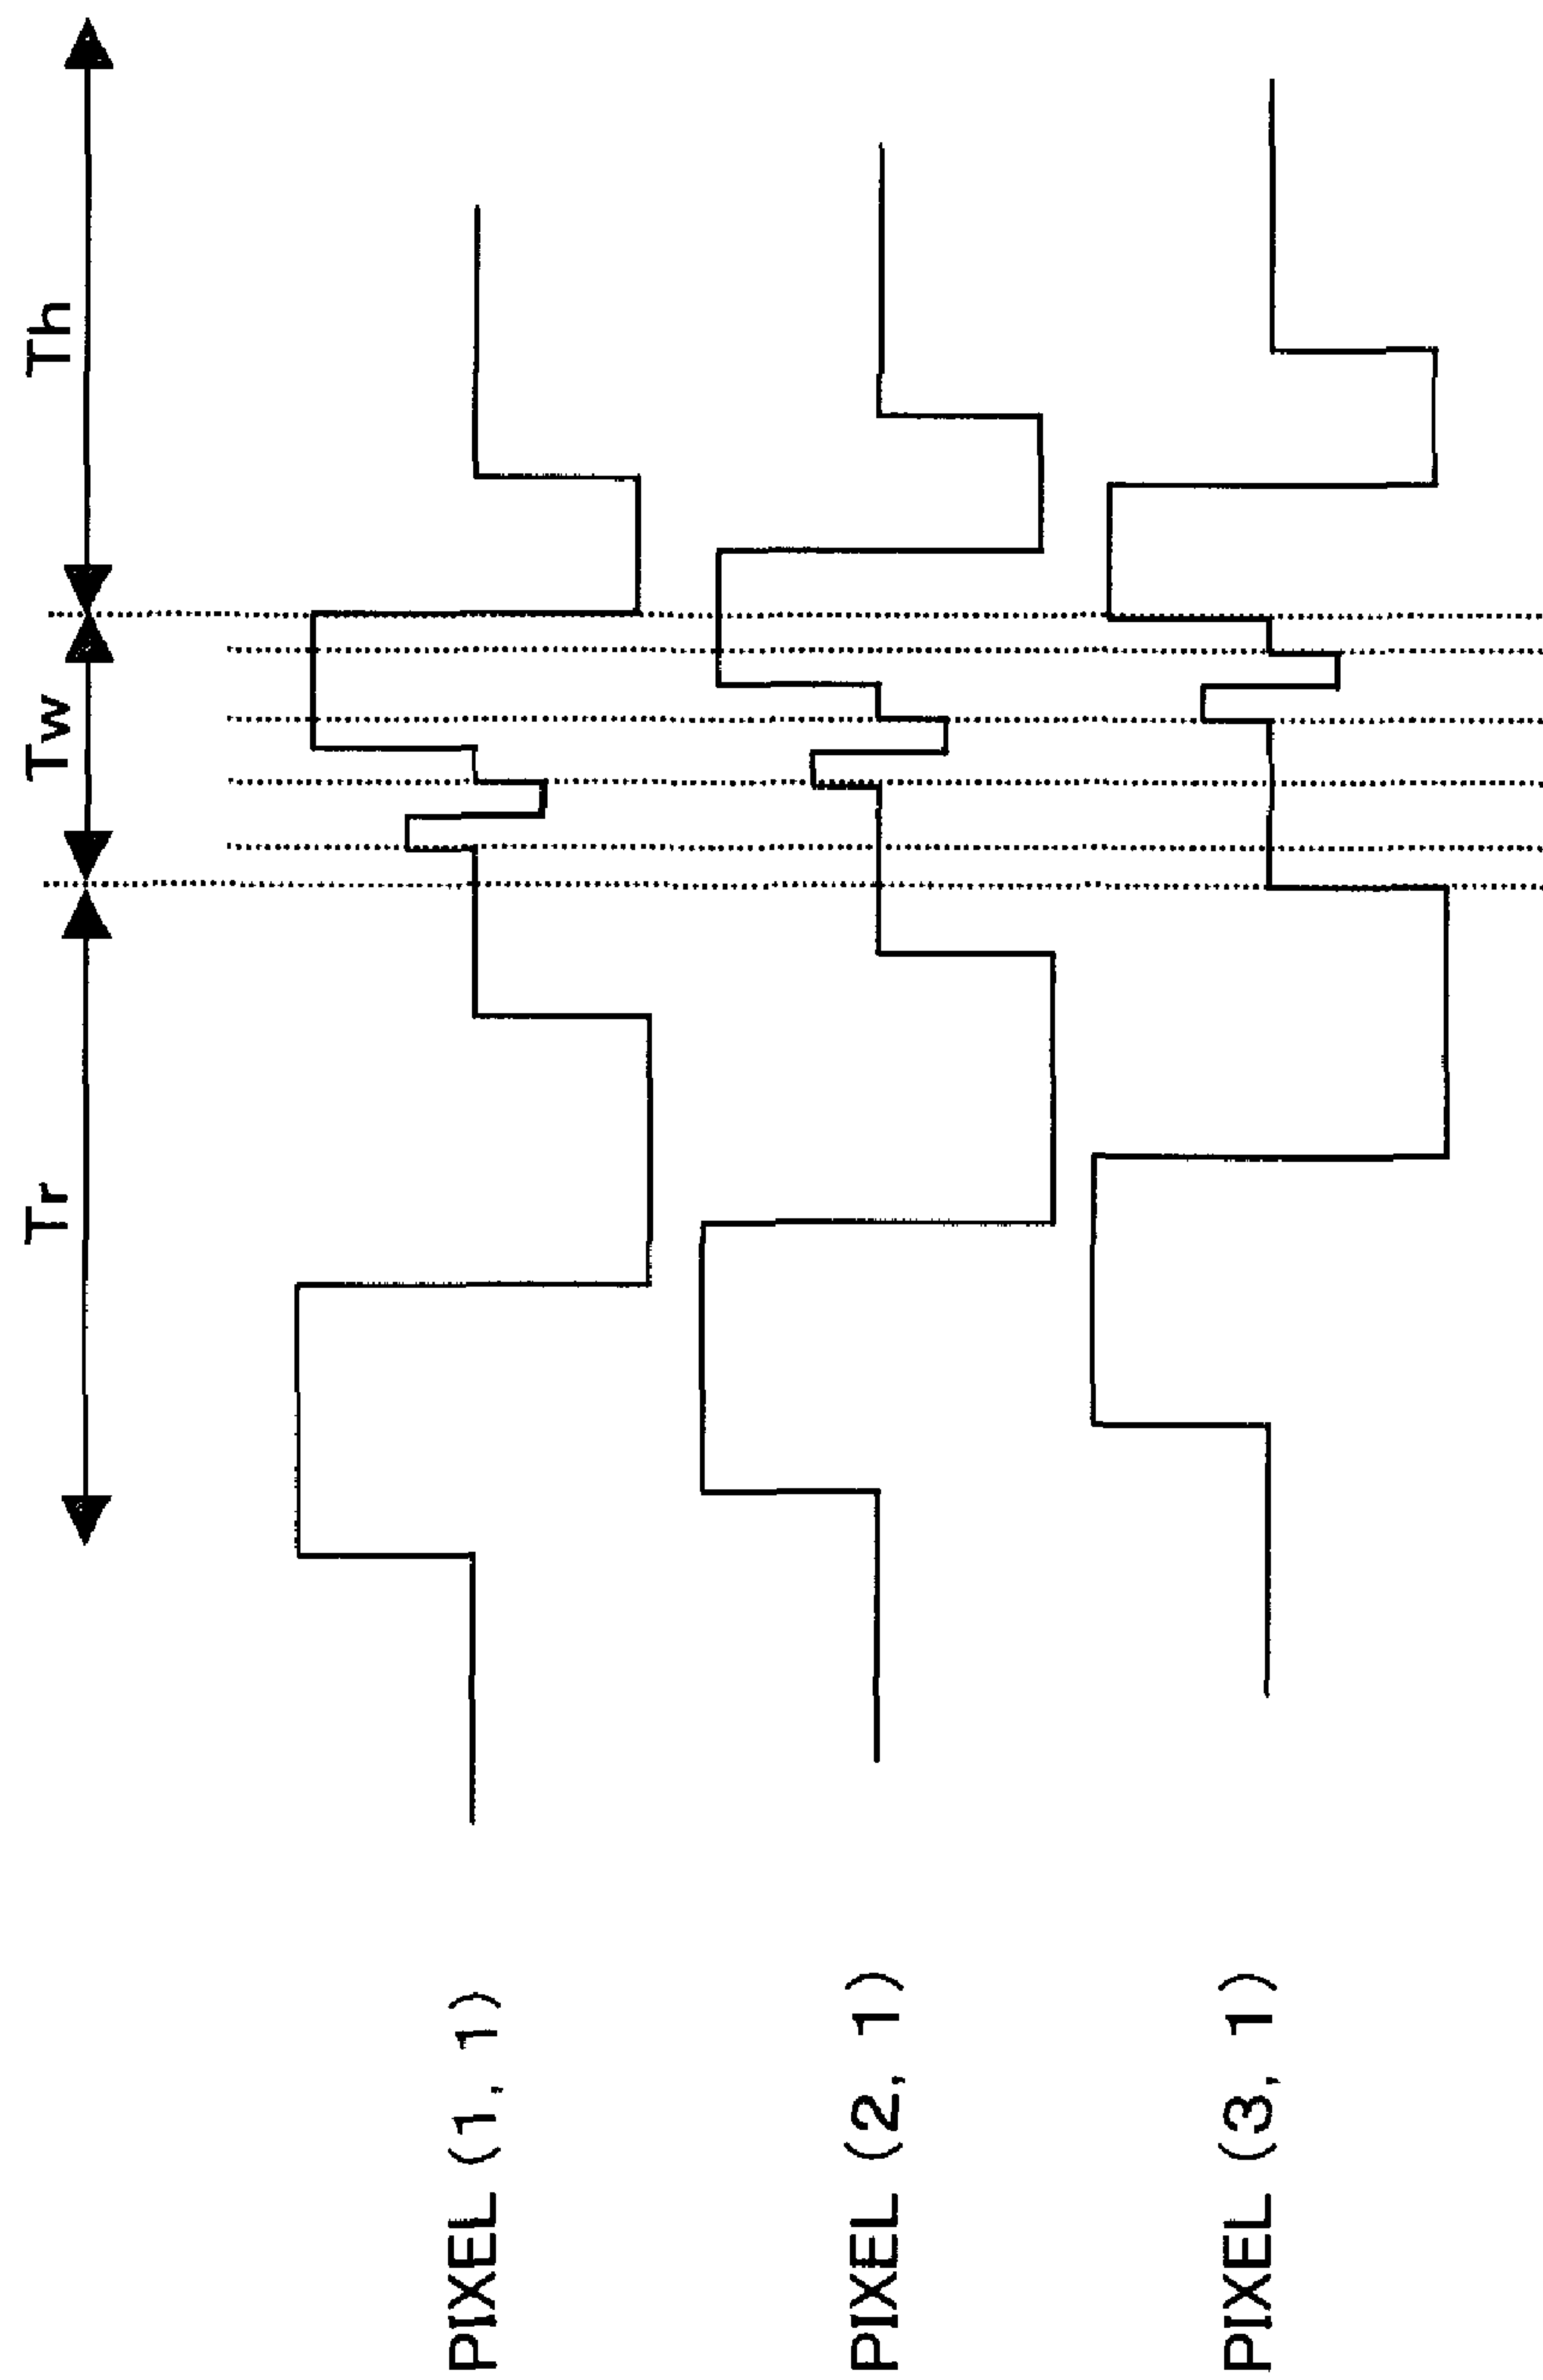 Tr
Tw
Th
PIXEL (1, 1)
PIXEL (2, 1)
PIXEL (3, 1)